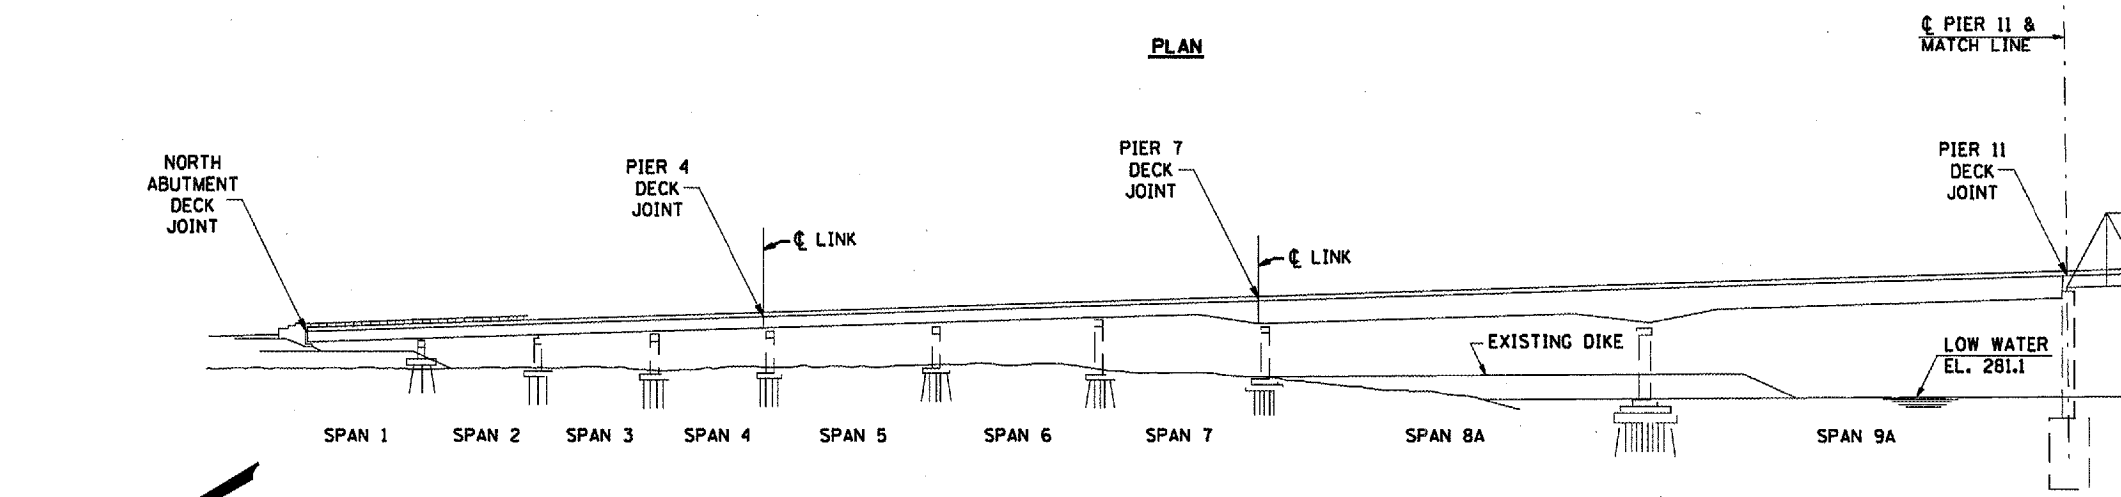 PLAN
℄ PIER 11 &
MATCH LINE
NORTH
ABUTMENT
DECK
JOINT
PIER 4
DECK
JOINT
℄ LINK
PIER 7
DECK
JOINT
℄ LINK
PIER 11
DECK
JOINT
EXISTING DIKE
LOW WATER
EL. 281.1
SPAN 1
SPAN 2
SPAN 3
SPAN 4
SPAN 5
SPAN 6
SPAN 7
SPAN 8A
SPAN 9A